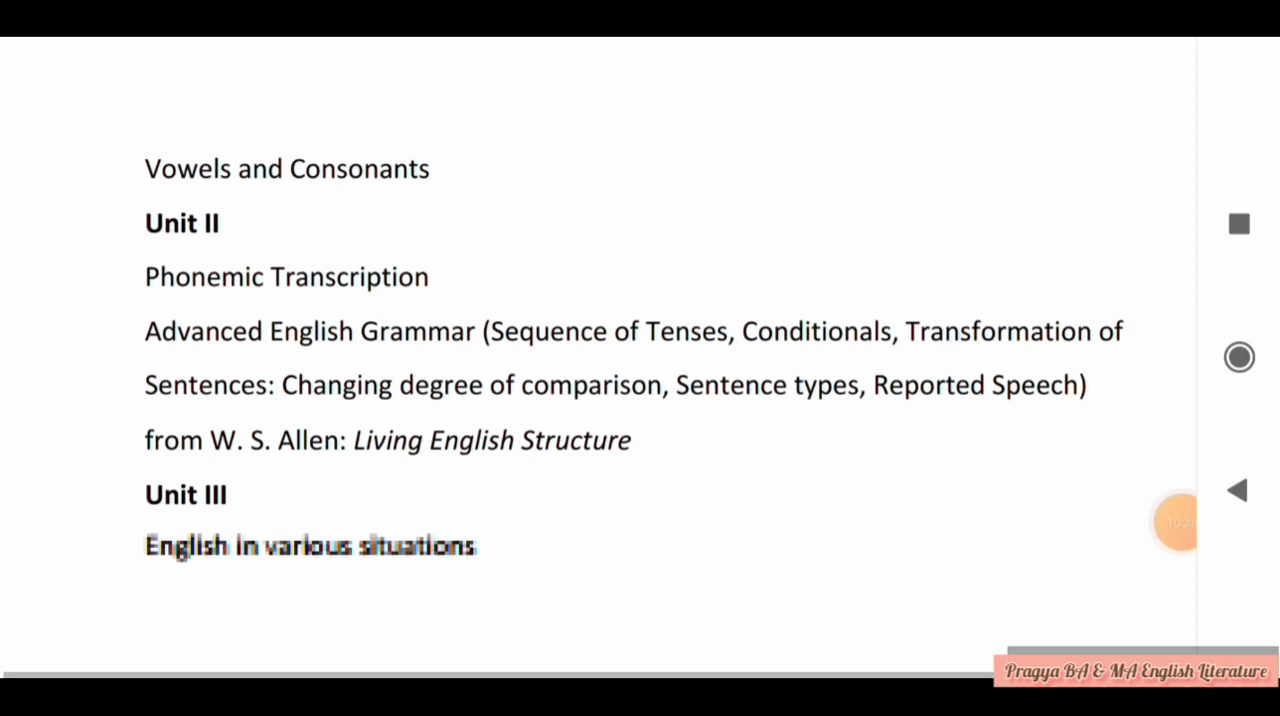 Vowels and Consonants
Unit II
Phonemic Transcription
Advanced English Grammar (Sequence of Tenses, Conditionals, Transformation of
Sentences: Changing degree of comparison, Sentence types, Reported Speech)
from W. S. Allen: Living English Structure
Unit III
English in various situations
Pragya BA & MA English Literature